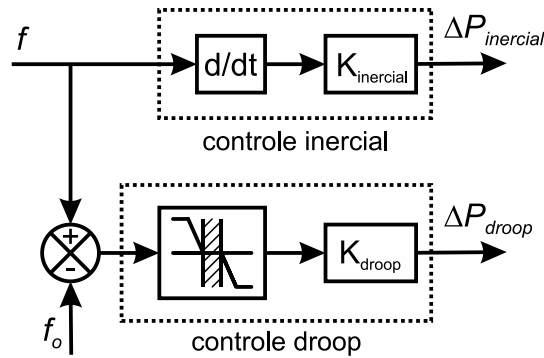 f
d/dt
K_inercial
ΔP_inercial
controle inercial
+
-
K_droop
ΔP_droop
f_o
controle droop